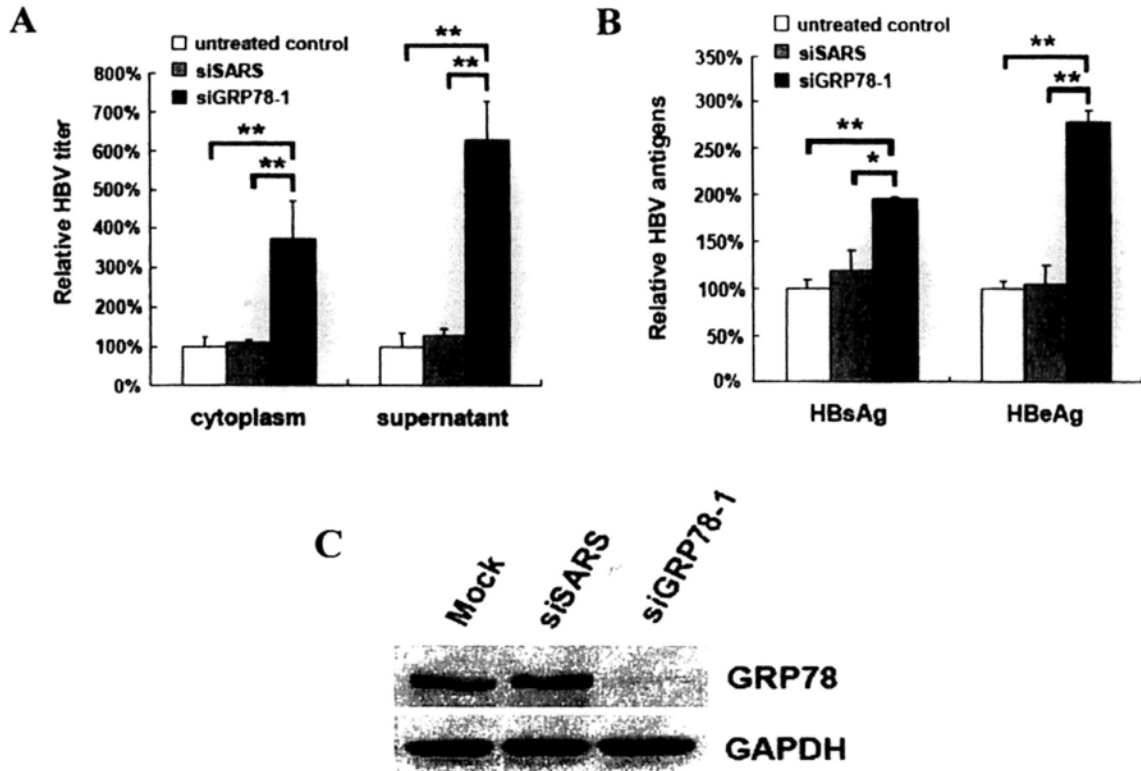 A
untreated control
siSARS
siGRP78-1
Relative HBV titer
800%
700%
600%
500%
400%
300%
200%
100%
0%
**
**
**
**
cytoplasm
supernatant
B
untreated control
siSARS
siGRP78-1
Relative HBV antigens
350%
300%
350%
200%
150%
100%
50%
0%
**
*
**
**
HBsAg
HBeAg
C
Mock
siSARS
siGRP78-1
GRP78
GAPDH